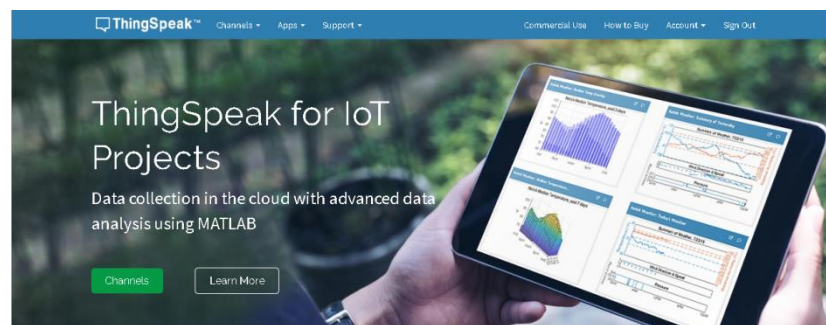 ThingSpeak™ Channels Apps Support Commercial Use How to Buy Account Sign Out
ThingSpeak for IoT
Projects
Data collection in the cloud with advanced data
analysis using MATLAB
Channels Learn More